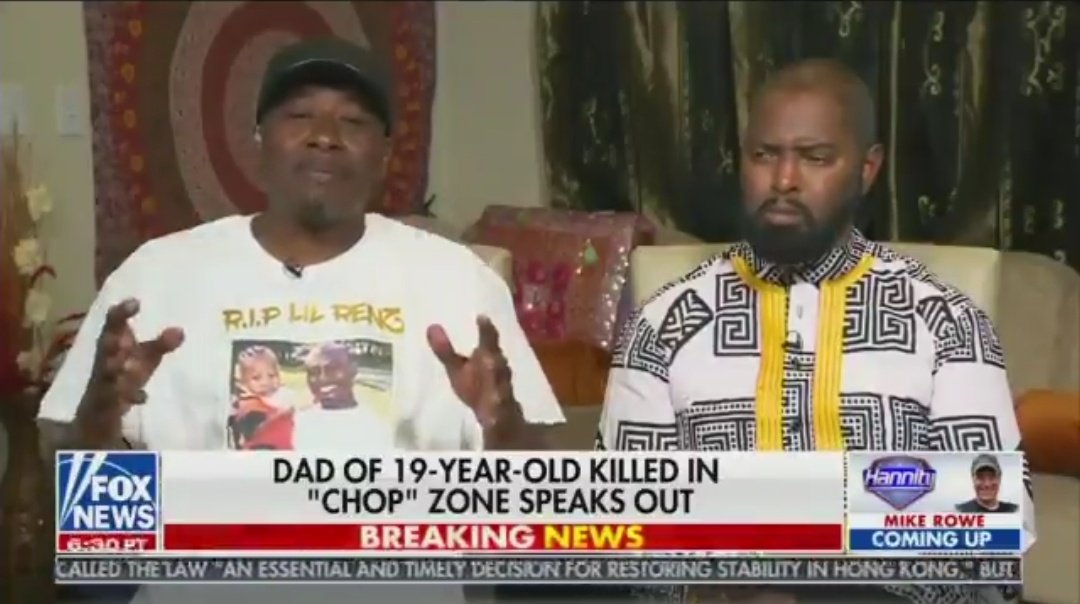 R.I.P LIL RENZ
DAD OF 19-YEAR-OLD KILLED IN
"CHOP" ZONE SPEAKS OUT
BREAKING NEWS
FOX
NEWS
6:30 PT
Hannity
MIKE ROWE
COMING UP
CALLED THE LAW "AN ESSENTIAL AND TIMELY DECISION FOR RESTORING STABILITY IN HONG KONG," BUT